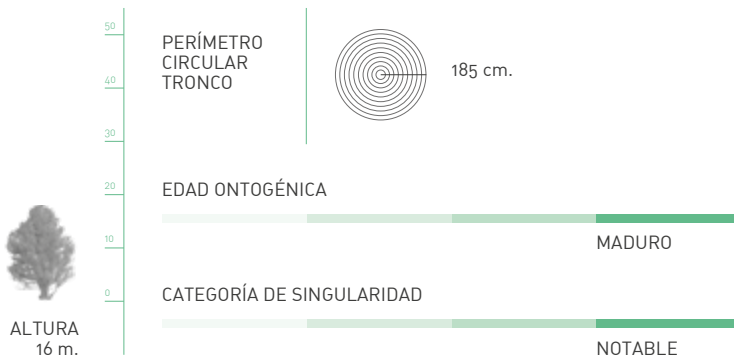 50
40
30
20
10
0
ALTURA
16 m.
PERÍMETRO
CIRCULAR
TRONCO
185 cm.
EDAD ONTOGÉNICA
MADURO
CATEGORÍA DE SINGULARIDAD
NOTABLE